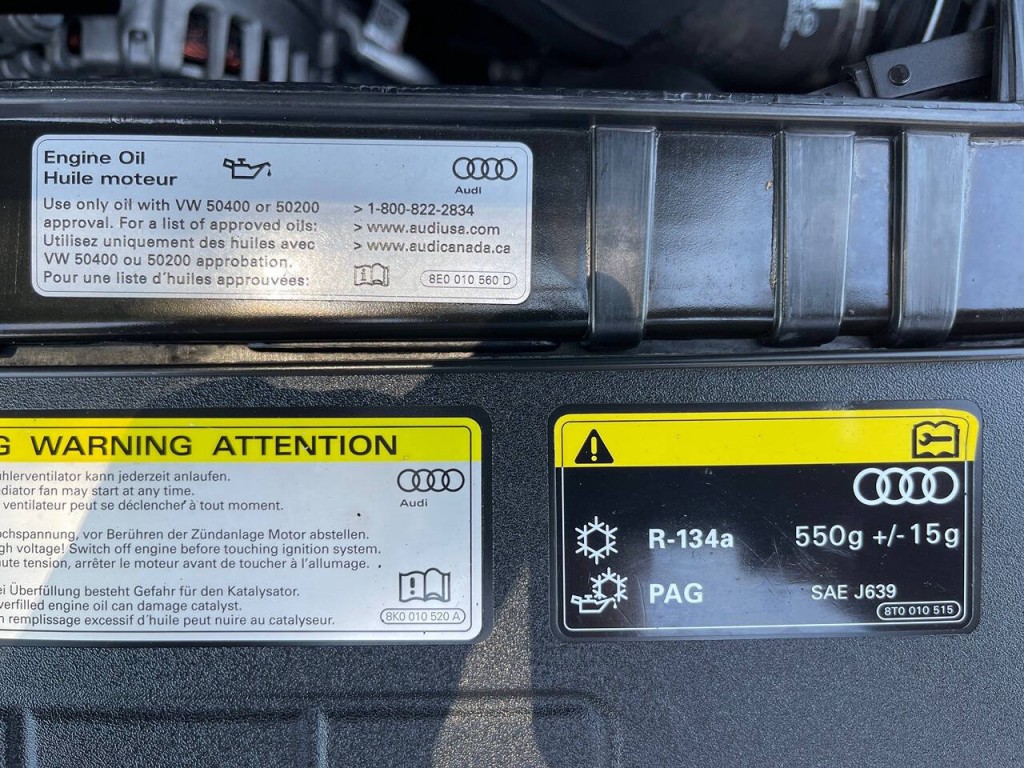 Engine Oil
Huile moteur
Audi
Use only oil with VW 50400 or 50200
approval. For a list of approved oils:
Utilisez uniquement des huiles avec
VW 50400 ou 50200 approbation.
Pour une liste d'huiles approuvées:
> 1-800-822-2834
> www.audiusa.com
> www.audicanada.ca
8E0 010 560 D
G WARNING ATTENTION
ühlerventilator kann jederzeit anlaufen.
adiator fan may start at any time.
ventilateur peut se déclencher à tout moment.
Audi
ochspannung, vor Berühren der Zündanlage Motor abstellen.
gh voltage! Switch off engine before touching ignition system.
aute tension, arrêter le moteur avant de toucher à l'allumage.
ei Überfüllung besteht Gefahr für den Katalysator.
verfilled engine oil can damage catalyst.
n remplissage excessif d'huile peut nuire au catalyseur.
8K0 010 520 A
R-134a 550g +/-15g
PAG SAE J639
8T0 010 515